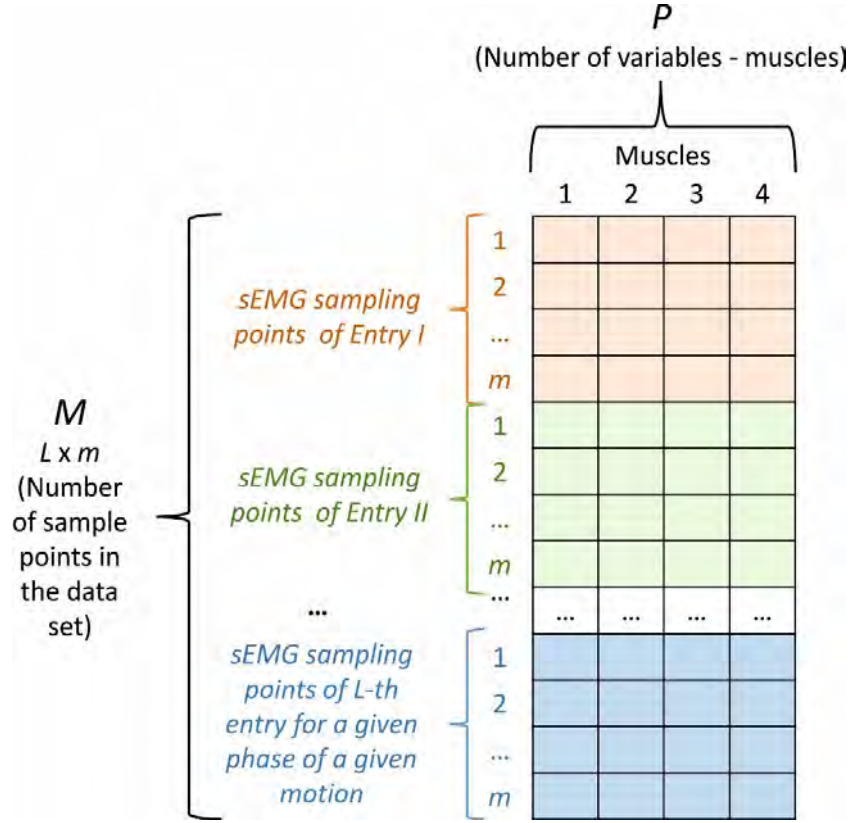 P
(Number of variables - muscles)
Muscles
1 2 3 4
1
2
...
m
sEMG sampling
points of Entry I
1
2
...
m
sEMG sampling
points of Entry II
M
L x m
(Number
of sample
points in
the data
set)
...
...
... ... ... ...
sEMG sampling
points of L-th
entry for a given
phase of a given
motion
1
2
...
m